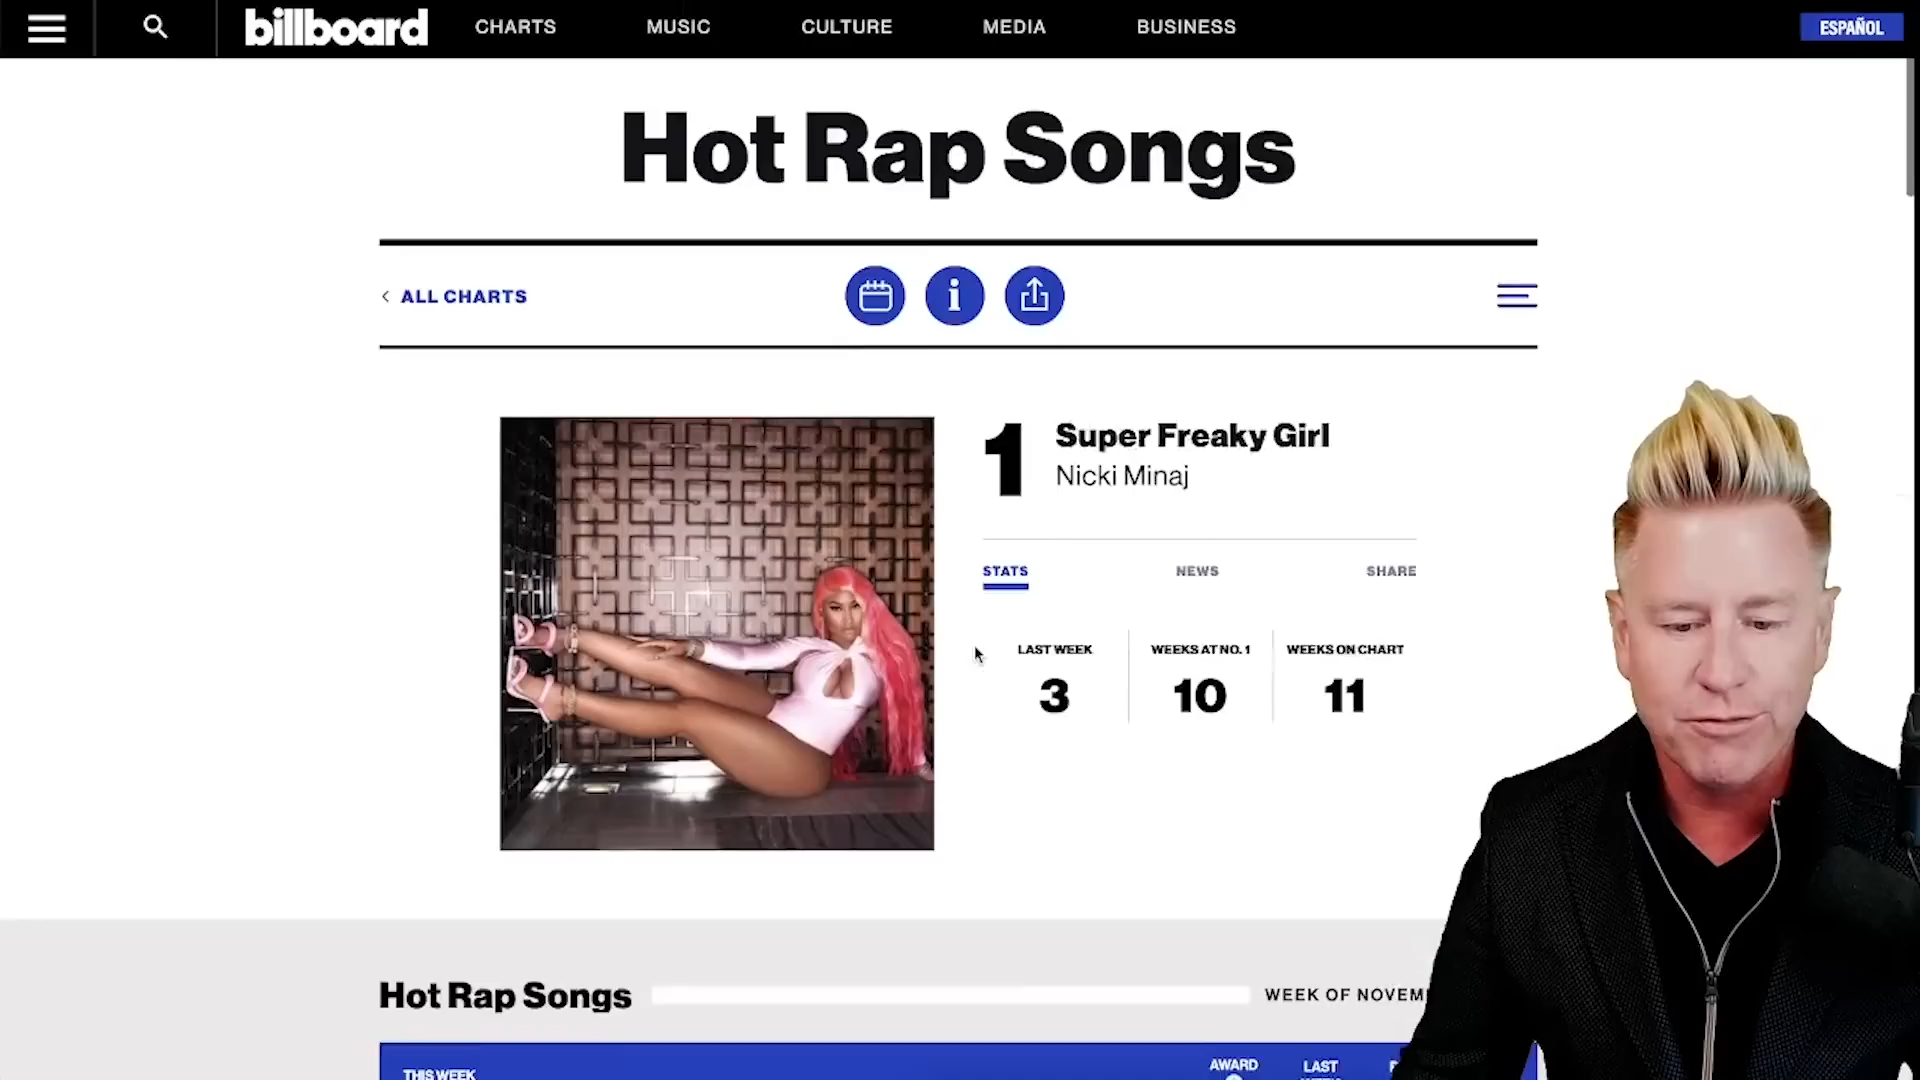 billboard
CHARTS
MUSIC
CULTURE
MEDIA
BUSINESS
ESPAÑOL
Hot Rap Songs
ALL CHARTS
1
Super Freaky Girl
Nicki Minaj
STATS
NEWS
SHARE
LAST WEEK
WEEKS AT NO. 1
WEEKS ON CHART
3
10
11
Hot Rap Songs
WEEK OF
THIS WEEK
AWARD
LAST